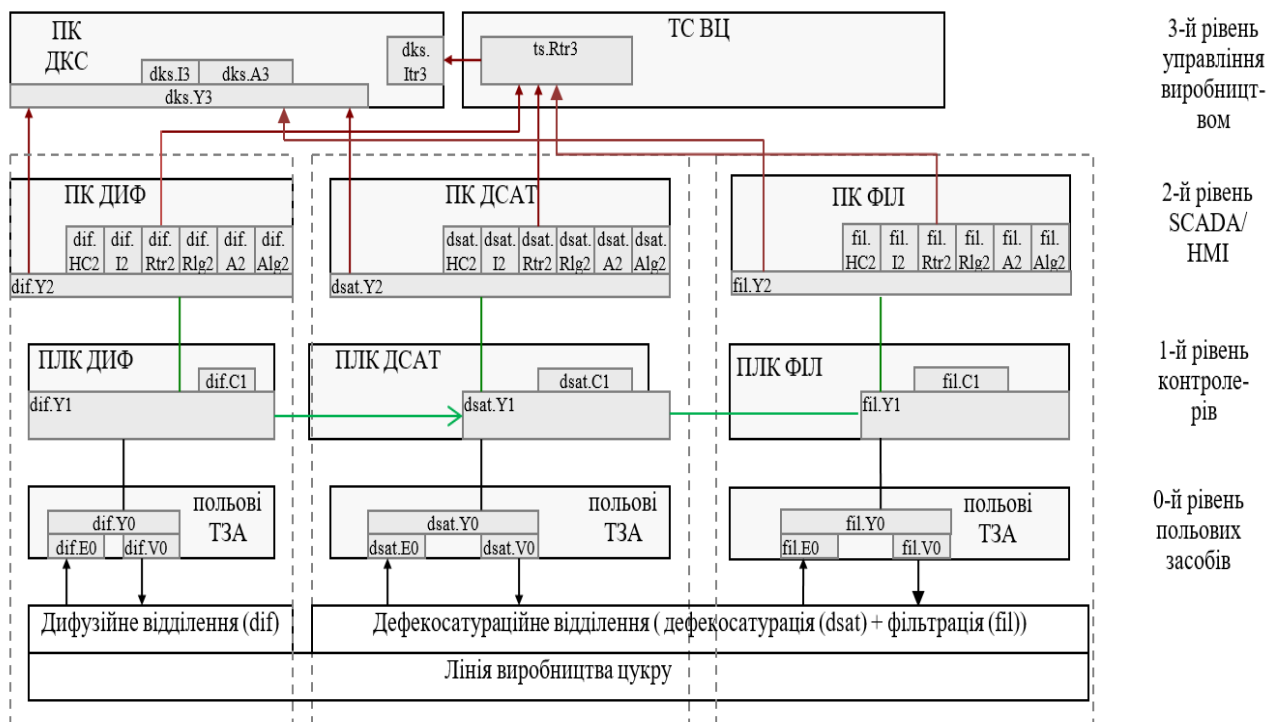 ПК
ДКС
dks.I3
dks.A3
dks.Y3
dks.
Itr3
ТС ВЦ
ts.Rtr3
3-й рівень
управління
виробницт-
вом
ПК ДИФ
dif.
HC2
dif.
I2
dif.
Rtr2
dif.
Rlg2
dif.
A2
dif.
Alg2
dif.Y2
ПК ДСАТ
dsat.
HC2
dsat.
I2
dsat.
Rtr2
dsat.
Rlg2
dsat.
A2
dsat.
Alg2
dsat.Y2
ПК ФІЛ
fil.
HC2
fil.
I2
fil.
Rtr2
fil.
Rlg2
fil.
A2
fil.
Alg2
fil.Y2
2-й рівень
SCADA/
HMI
ПЛК ДИФ
dif.C1
dif.Y1
ПЛК ДСАТ
dsat.C1
dsat.Y1
ПЛК ФІЛ
fil.C1
fil.Y1
1-й рівень
контроле-
рів
польові
ТЗА
dif.Y0
dif.E0
dif.V0
польові
ТЗА
dsat.Y0
dsat.E0
dsat.V0
польові
ТЗА
fil.Y0
fil.E0
fil.V0
0-й рівень
польових
засобів
Дифузійне відділення (dif)
Дефекосатураційне відділення ( дефекосатурація (dsat) + фільтрація (fil))
Лінія виробництва цукру